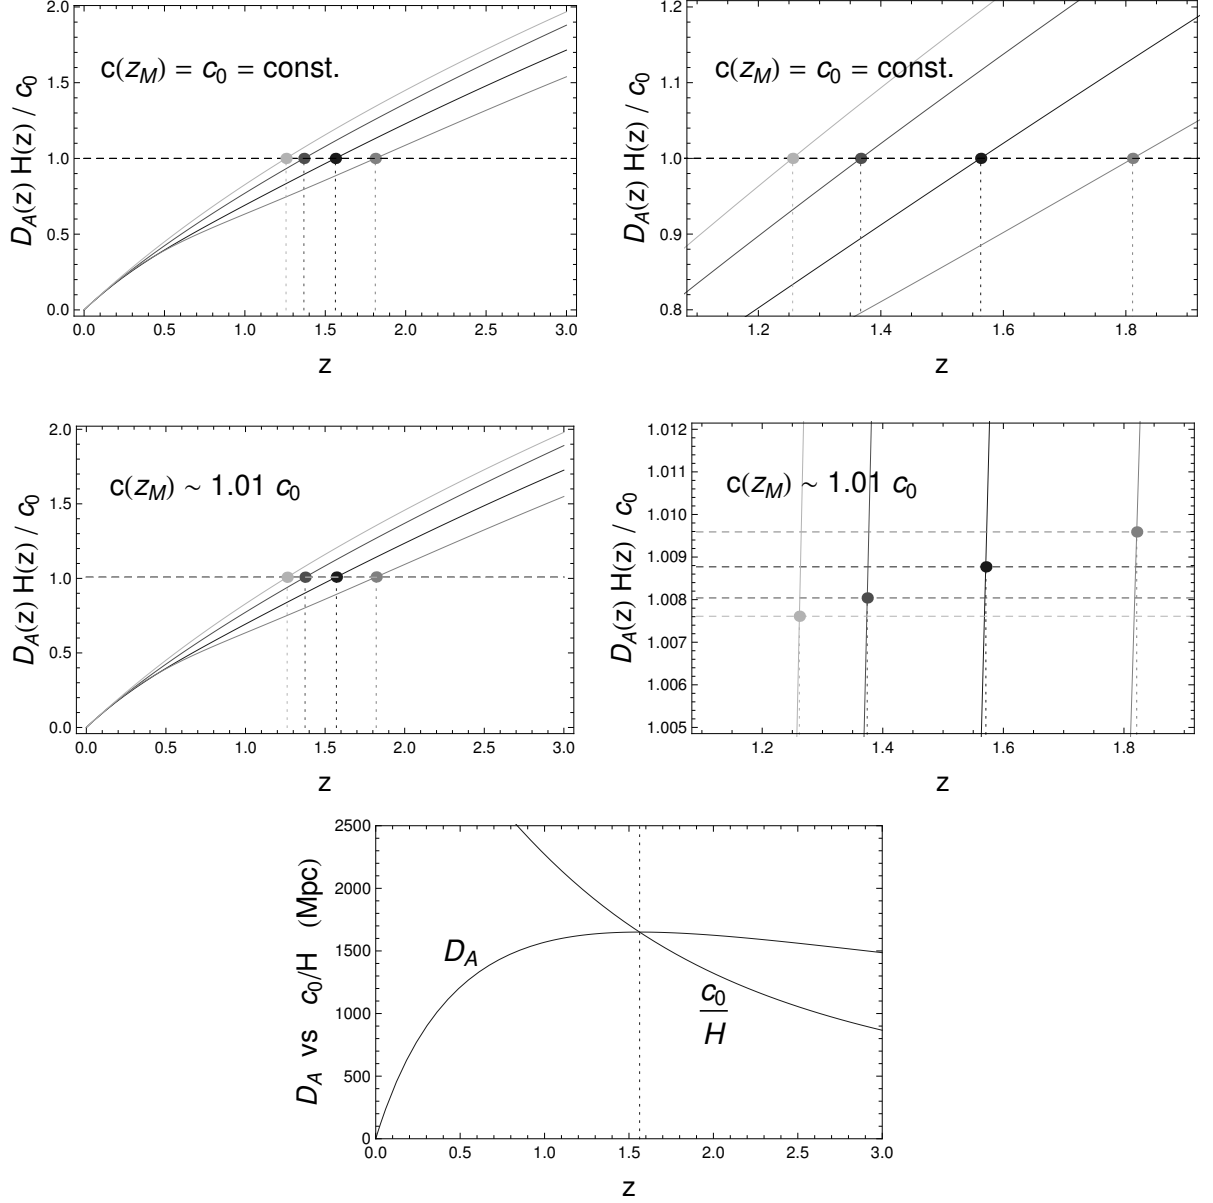 2.0
1.5
1.0
0.5
0.0
D_A(z) H(z) / c_0
c(z_M) = c_0 = const.
0.0 0.5 1.0 1.5 2.0 2.5 3.0
z
1.2
1.1
1.0
0.9
0.8
D_A(z) H(z) / c_0
c(z_M) = c_0 = const.
1.2 1.4 1.6 1.8
z
2.0
1.5
1.0
0.5
0.0
D_A(z) H(z) / c_0
c(z_M) ~ 1.01 c_0
0.0 0.5 1.0 1.5 2.0 2.5 3.0
z
1.012
1.011
1.010
1.009
1.008
1.007
1.006
1.005
D_A(z) H(z) / c_0
c(z_M) ~ 1.01 c_0
1.2 1.4 1.6 1.8
z
2500
2000
1500
1000
500
0
D_A vs c_0/H (Mpc)
D_A
c_0
H
0.0 0.5 1.0 1.5 2.0 2.5 3.0
z